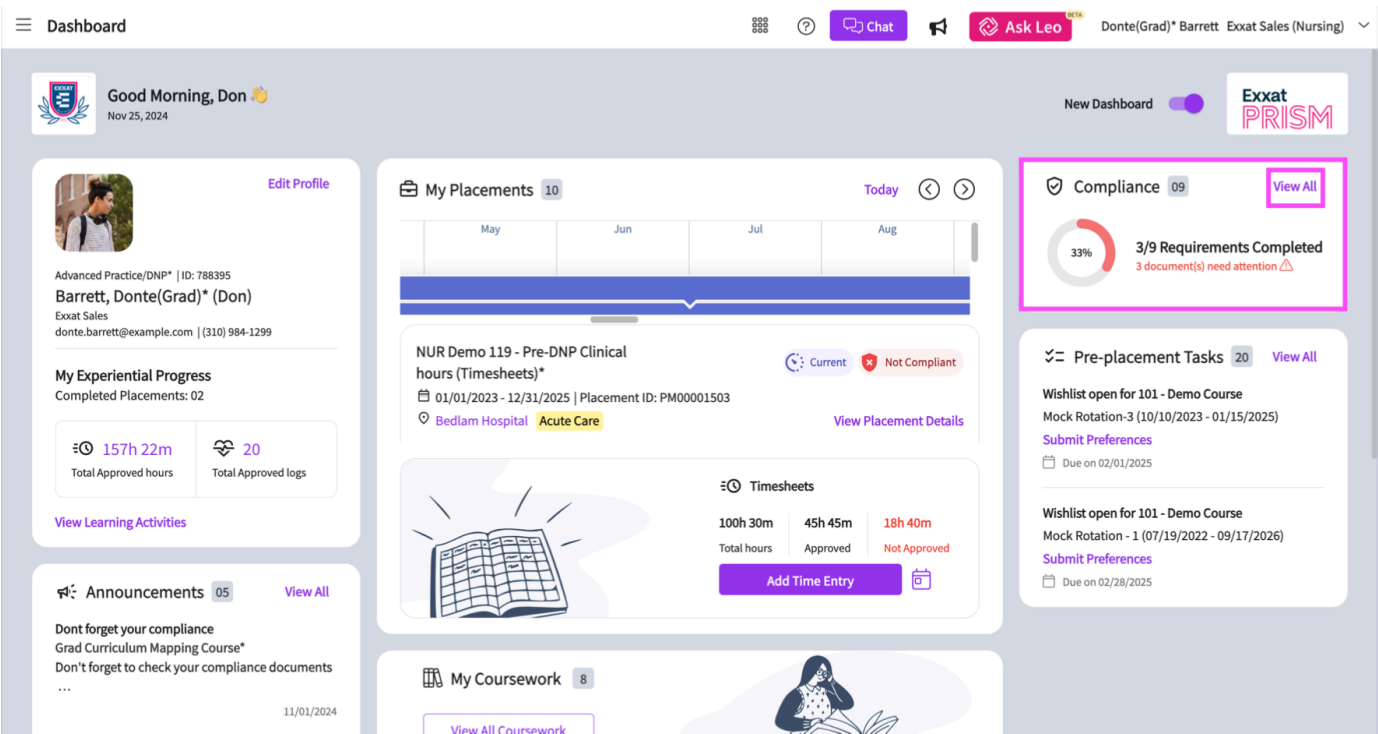 Dashboard
Chat
Ask Leo
BETA
Donte(Grad)* Barrett Exxat Sales (Nursing)
EXXAT
Good Morning, Don
Nov 25, 2024
New Dashboard
Exxat
PRISM
Edit Profile
Advanced Practice/DNP* | ID: 788395
Barrett, Donte(Grad)* (Don)
Exxat Sales
donte.barrett@example.com | (310) 984-1299
My Experiential Progress
Completed Placements: 02
157h 22m
Total Approved hours
20
Total Approved logs
View Learning Activities
Announcements 05
View All
Dont forget your compliance
Grad Curriculum Mapping Course*
Don't forget to check your compliance documents
...
11/01/2024
My Placements 10
Today
May Jun Jul Aug
NUR Demo 119 - Pre-DNP Clinical
hours (Timesheets)*
Current
Not Compliant
01/01/2023 - 12/31/2025 | Placement ID: PM00001503
Bedlam Hospital Acute Care
View Placement Details
Timesheets
100h 30m 45h 45m 18h 40m
Total hours Approved Not Approved
Add Time Entry
My Coursework 8
View All Coursework
Compliance 09
View All
33%
3/9 Requirements Completed
3 document(s) need attention
Pre-placement Tasks 20
View All
Wishlist open for 101 - Demo Course
Mock Rotation-3 (10/10/2023 - 01/15/2025)
Submit Preferences
Due on 02/01/2025
Wishlist open for 101 - Demo Course
Mock Rotation - 1 (07/19/2022 - 09/17/2026)
Submit Preferences
Due on 02/28/2025